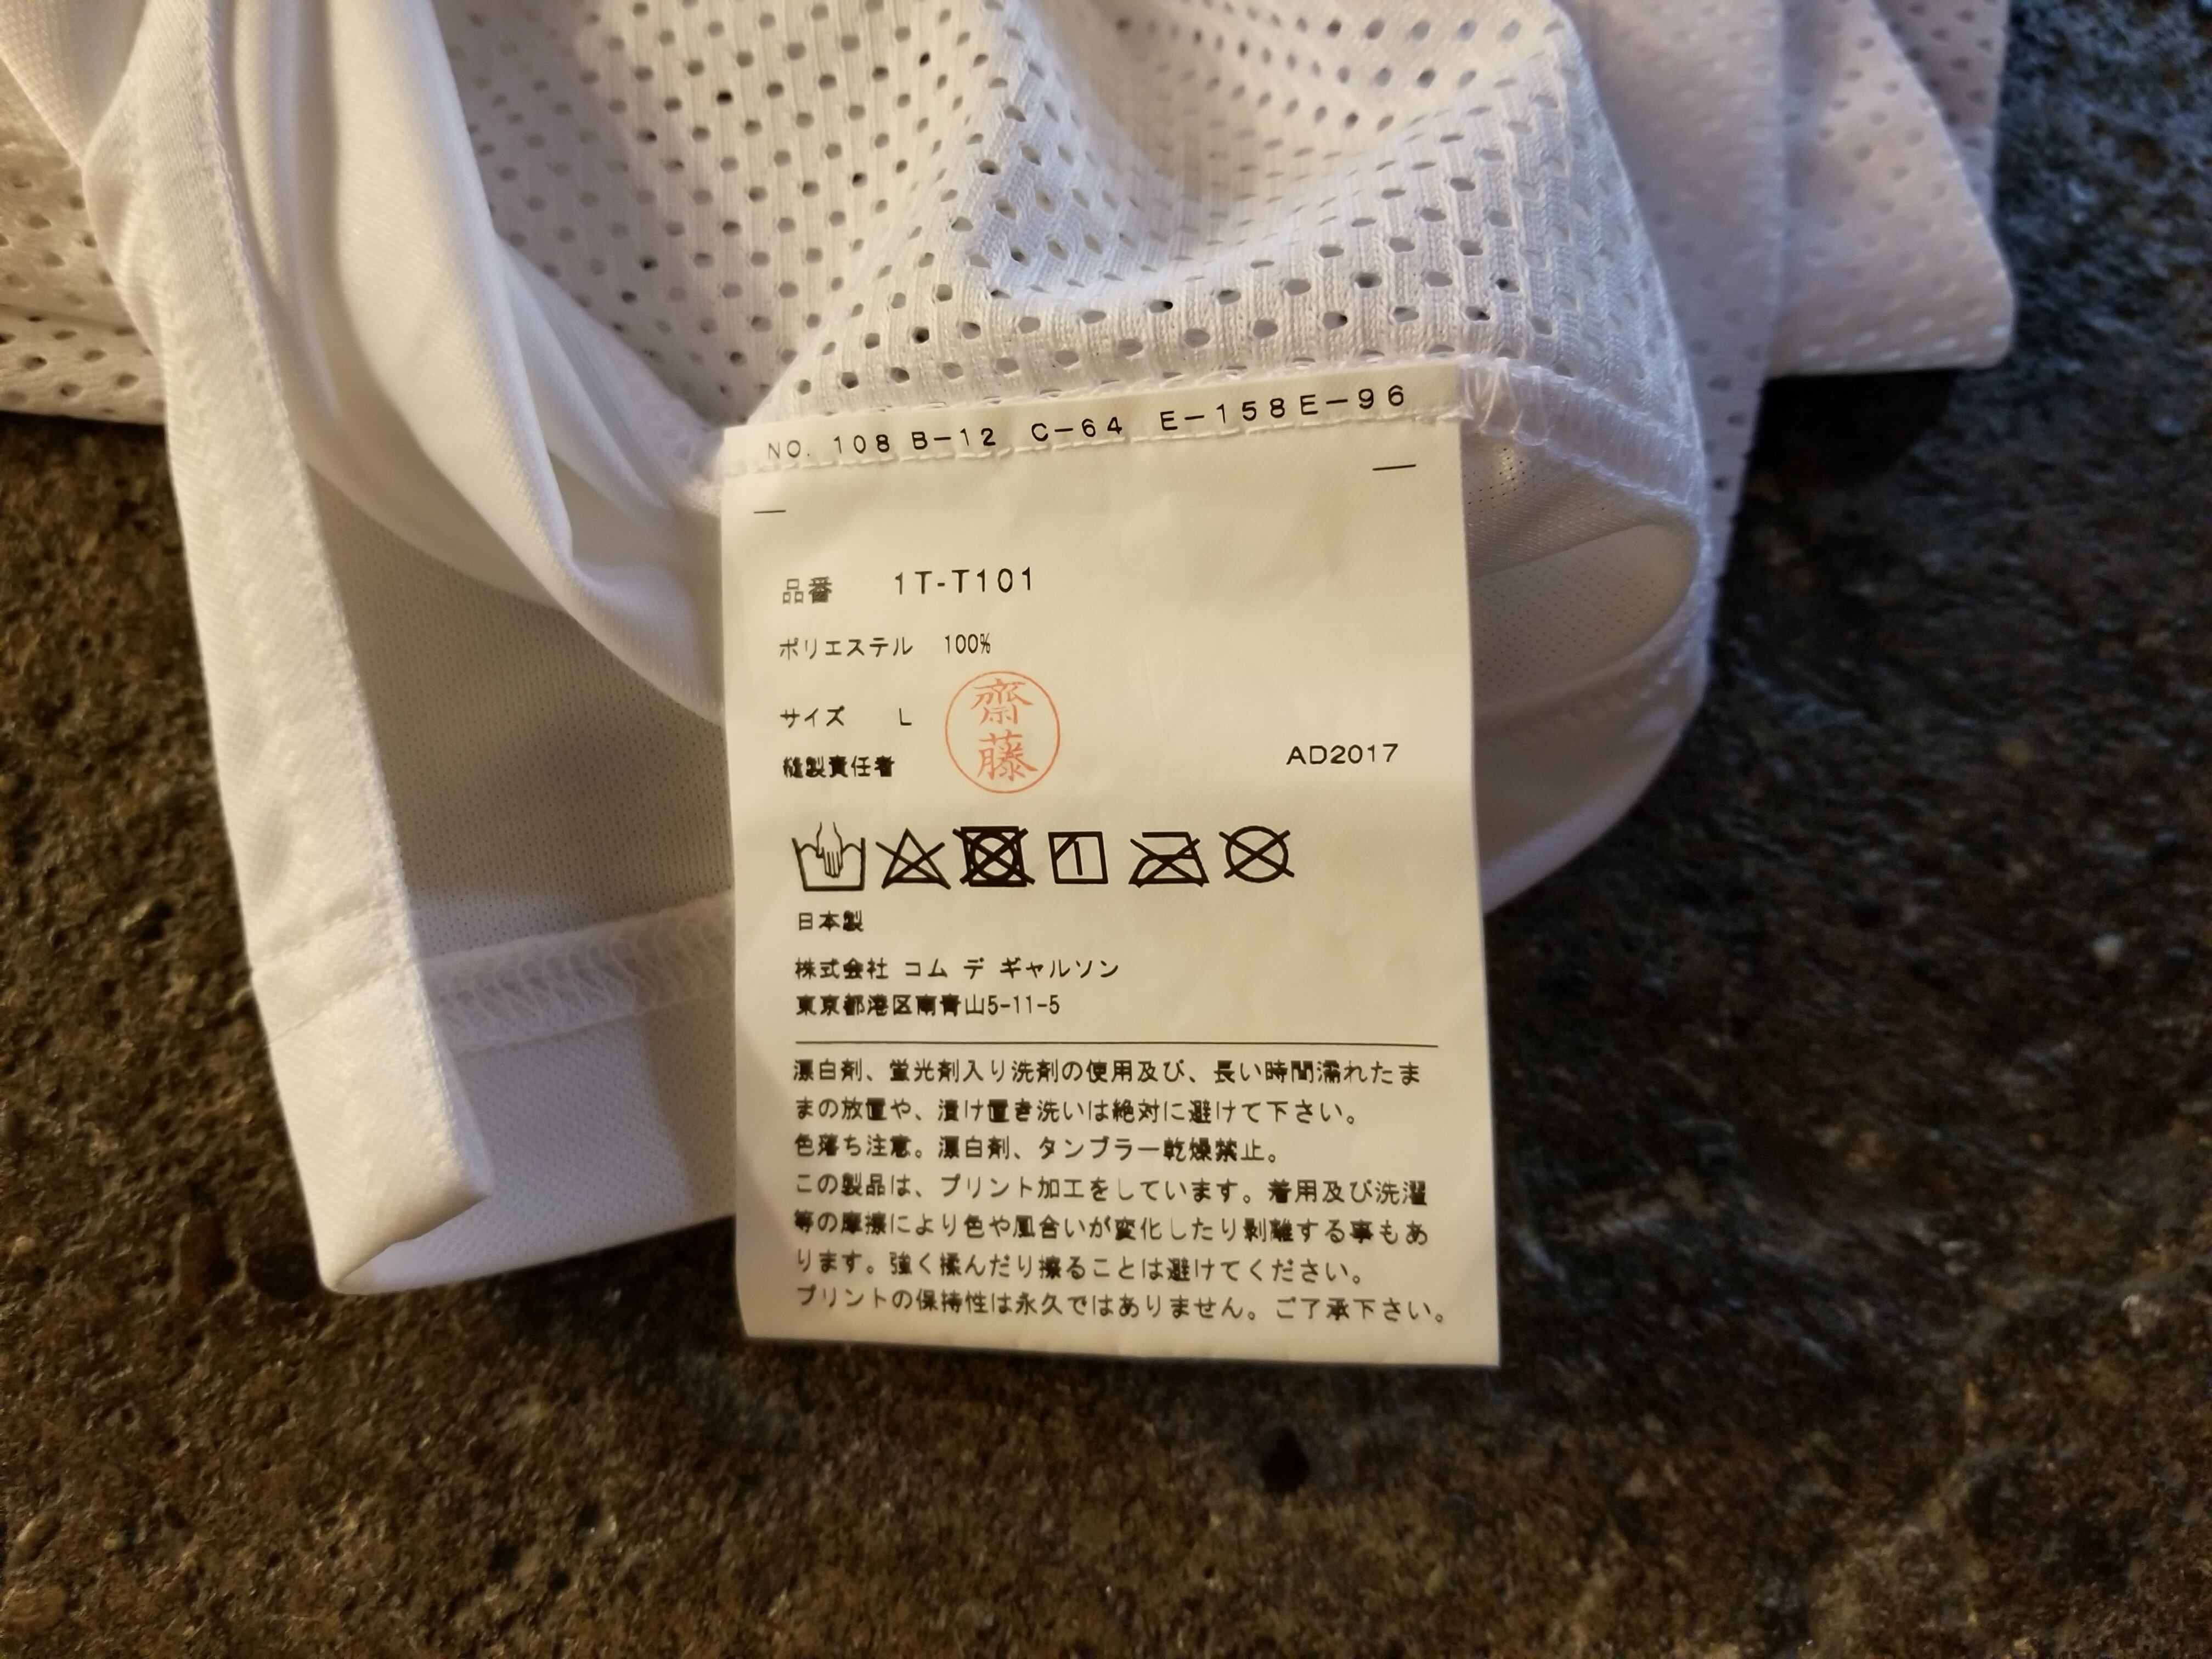 NO. 108 B-12 C-64 E-158E-96
品番 1T-T101
ポリエステル 100%
サイズ L
齋藤
縫製責任者
AD2017
日本製
株式会社 コム デ ギャルソン
東京都港区南青山5-11-5
漂白剤、蛍光剤入り洗剤の使用及び、長い時間濡れたま
まの放置や、漬け置き洗いは絶対に避けて下さい。
色落ち注意。漂白剤、タンブラー乾燥禁止。
この製品は、プリント加工をしています。着用及び洗濯
等の摩擦により色や風合いが変化したり剥離する事もあ
ります。強く揉んだり擦ることは避けてください。
プリントの保持性は永久ではありません。ご了承下さい。